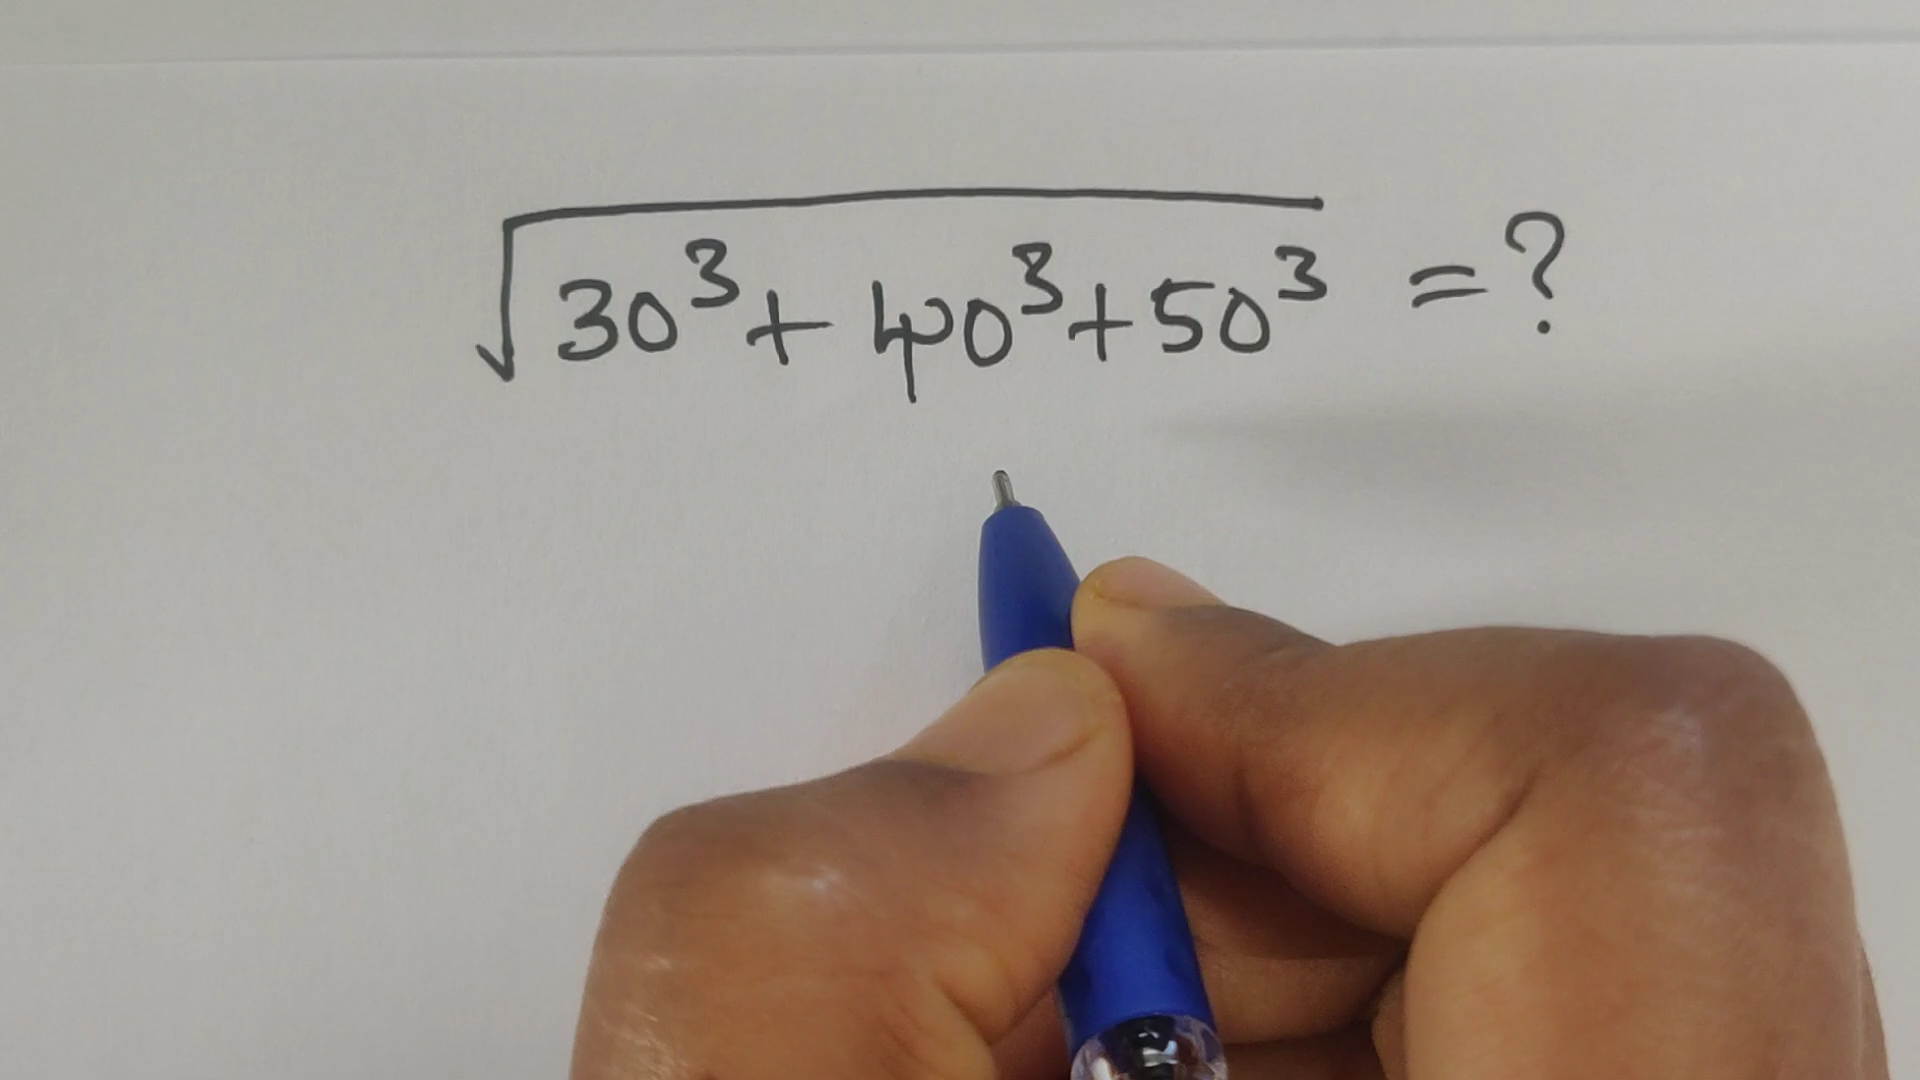 √(30³ + 40³ + 50³) = ?